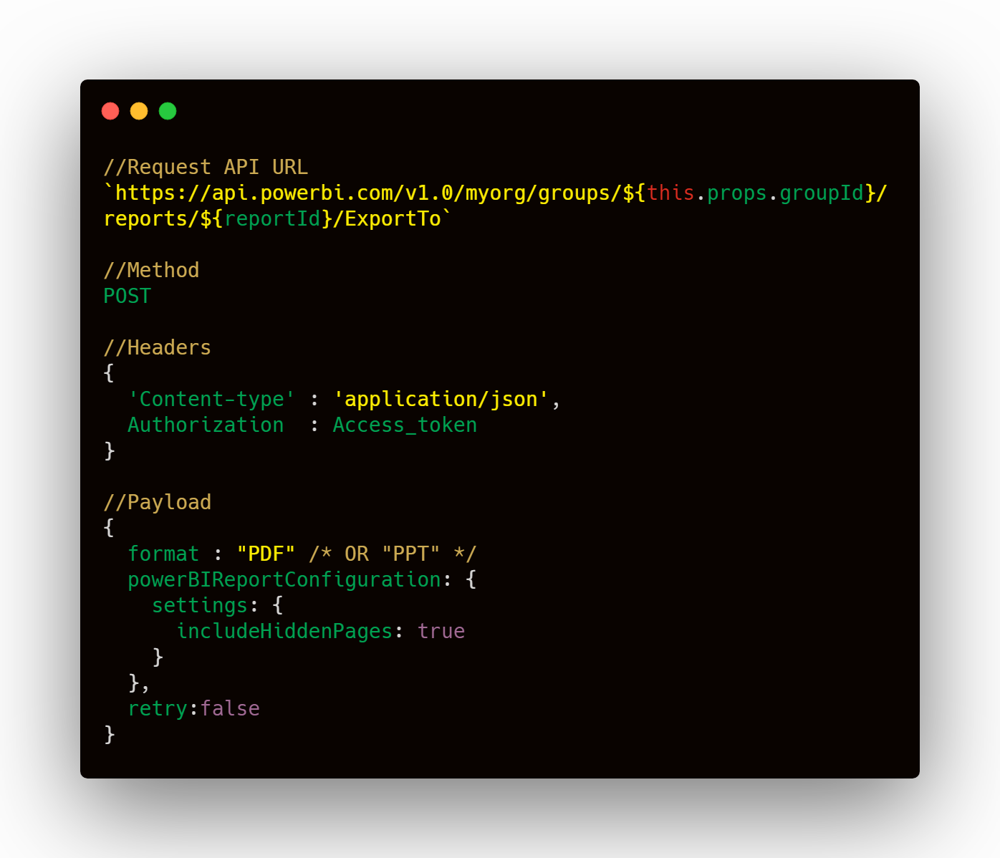 //Request API URL
`https://api.powerbi.com/v1.0/myorg/groups/${this.props.groupId}/
reports/${reportId}/ExportTo`
//Method
POST
//Headers
{
  'Content-type' : 'application/json',
  Authorization  : Access_token
}
//Payload
{
  format : "PDF" /* OR "PPT" */
  powerBIReportConfiguration: {
    settings: {
      includeHiddenPages: true
    }
  },
  retry:false
}